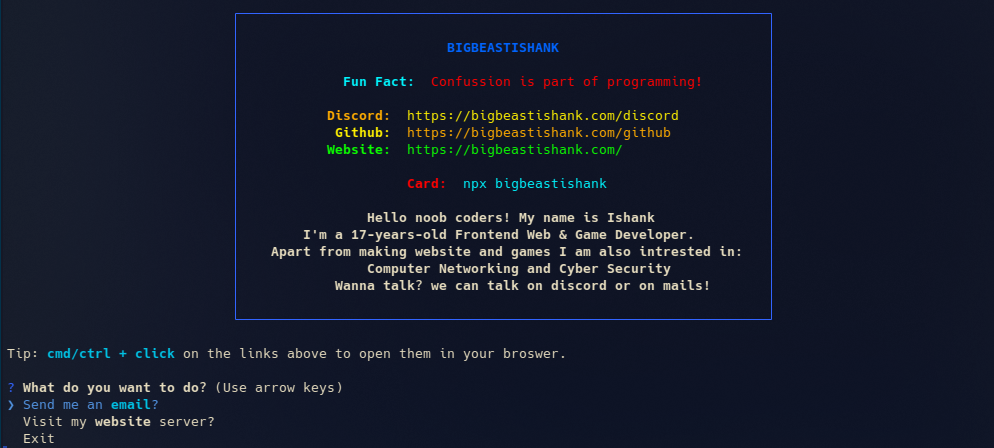 BIGBEASTISHANK
Fun Fact: Confussion is part of programming!
Discord: https://bigbeastishank.com/discord
Github: https://bigbeastishank.com/github
Website: https://bigbeastishank.com/
Card: npx bigbeastishank
Hello noob coders! My name is Ishank
I'm a 17-years-old Frontend Web & Game Developer.
Apart from making website and games I am also intrested in:
Computer Networking and Cyber Security
Wanna talk? we can talk on discord or on mails!
Tip: cmd/ctrl + click on the links above to open them in your broswer.
? What do you want to do? (Use arrow keys)
❯ Send me an email?
Visit my website server?
Exit